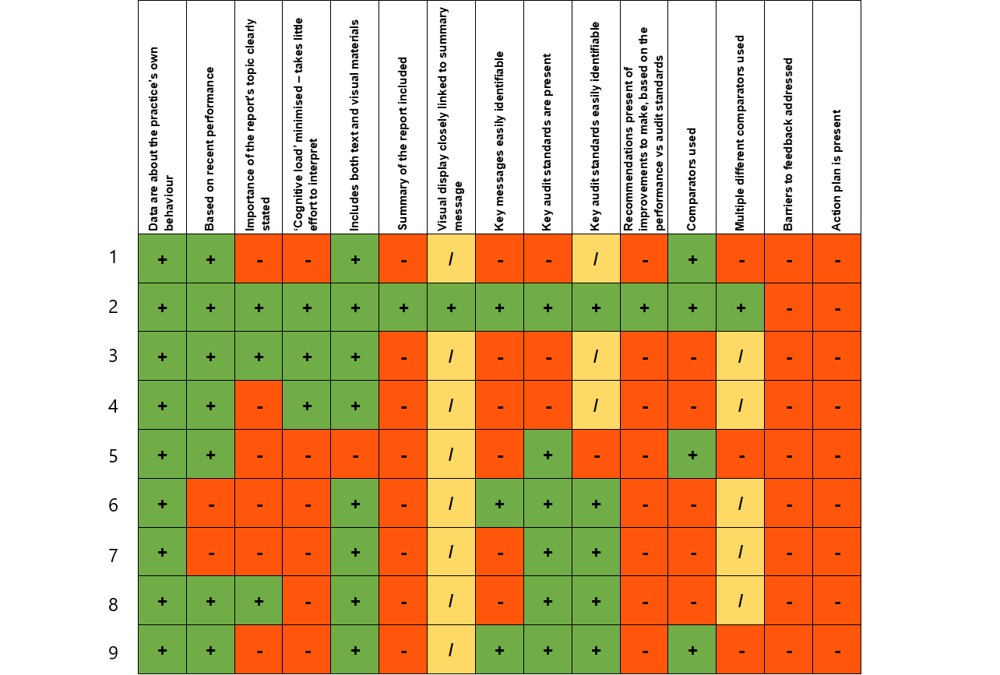 Data are about the practice's own
behaviour
Based on recent performance
Importance of the report's topic clearly
stated
'Cognitive load' minimised – takes little
effort to interpret
Includes both text and visual materials
Summary of the report included
Visual display closely linked to summary
message
Key messages easily identifiable
Key audit standards are present
Key audit standards easily identifiable
Recommendations present of
improvements to make, based on the
performance vs audit standards
Comparators used
Multiple different comparators used
Barriers to feedback addressed
Action plan is present
1 + + - - + - / - - / - + - - -
2 + + + + + + + + + + + + + - -
3 + + + + + - / - - / - - / - -
4 + + - + + - / - - / - - / - -
5 + + - - - - / - + - - + - - -
6 + - - - + - / + + + - - / - -
7 + - - - + - / - + + - - / - -
8 + + + - + - / - + + - - / - -
9 + + - - + - / + + + - + - - -